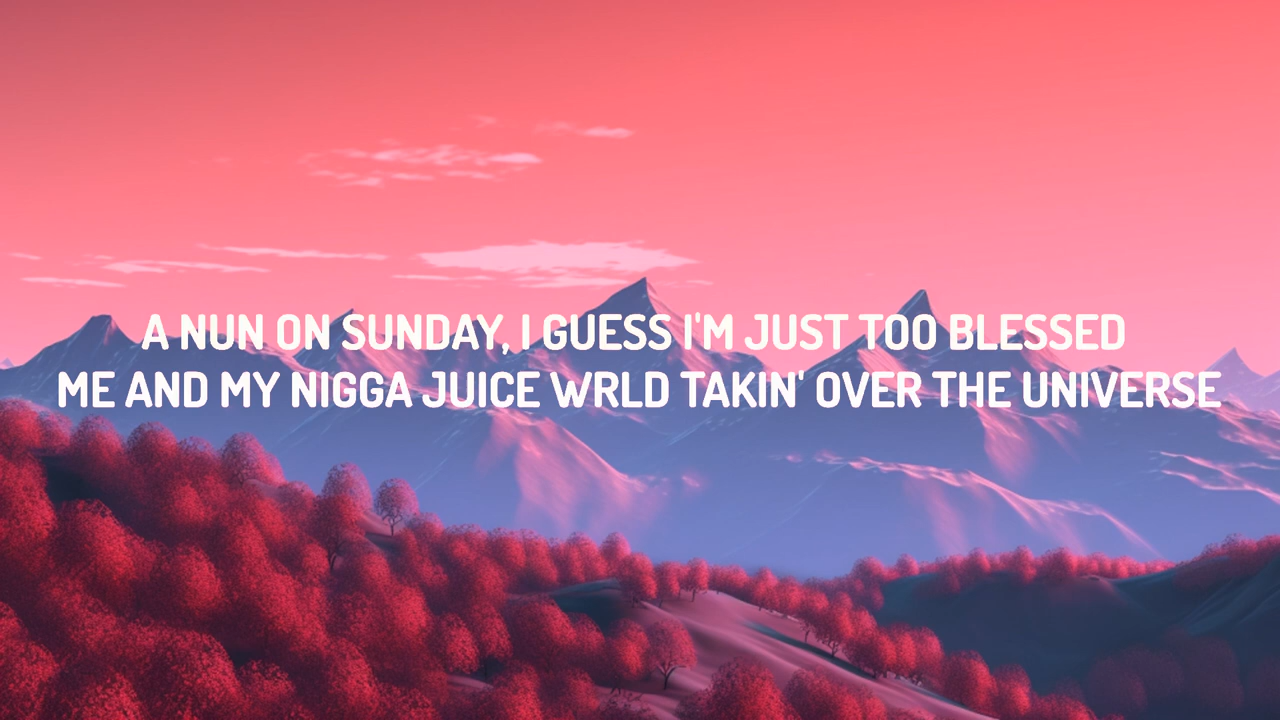 A NUN ON SUNDAY, I GUESS I'M JUST TOO BLESSED
ME AND MY NIGGA JUICE WRLD TAKIN' OVER THE UNIVERSE